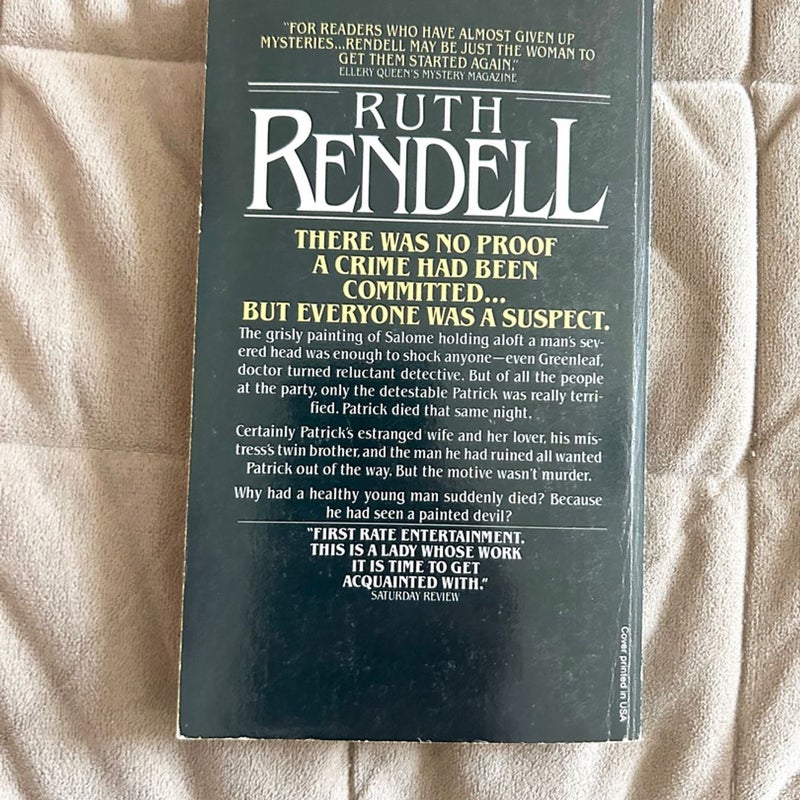 "FOR READERS WHO HAVE ALMOST GIVEN UP
MYSTERIES...RENDELL MAY BE JUST THE WOMAN TO
GET THEM STARTED AGAIN."
ELLERY QUEEN'S MYSTERY MAGAZINE
RUTH
RENDELL
THERE WAS NO PROOF
A CRIME HAD BEEN
COMMITTED...
BUT EVERYONE WAS A SUSPECT.
The grisly painting of Salome holding aloft a man's sev-
ered head was enough to shock anyone—even Greenleaf,
doctor turned reluctant detective. But of all the people
at the party, only the detestable Patrick was really terri-
fied. Patrick died that same night.
Certainly Patrick's estranged wife and her lover, his mis-
tress's twin brother, and the man he had ruined all wanted
Patrick out of the way. But the motive wasn't murder.
Why had a healthy young man suddenly died? Because
he had seen a painted devil?
"FIRST RATE ENTERTAINMENT.
THIS IS A LADY WHOSE WORK
IT IS TIME TO GET
ACQUAINTED WITH."
SATURDAY REVIEW
Cover printed in USA